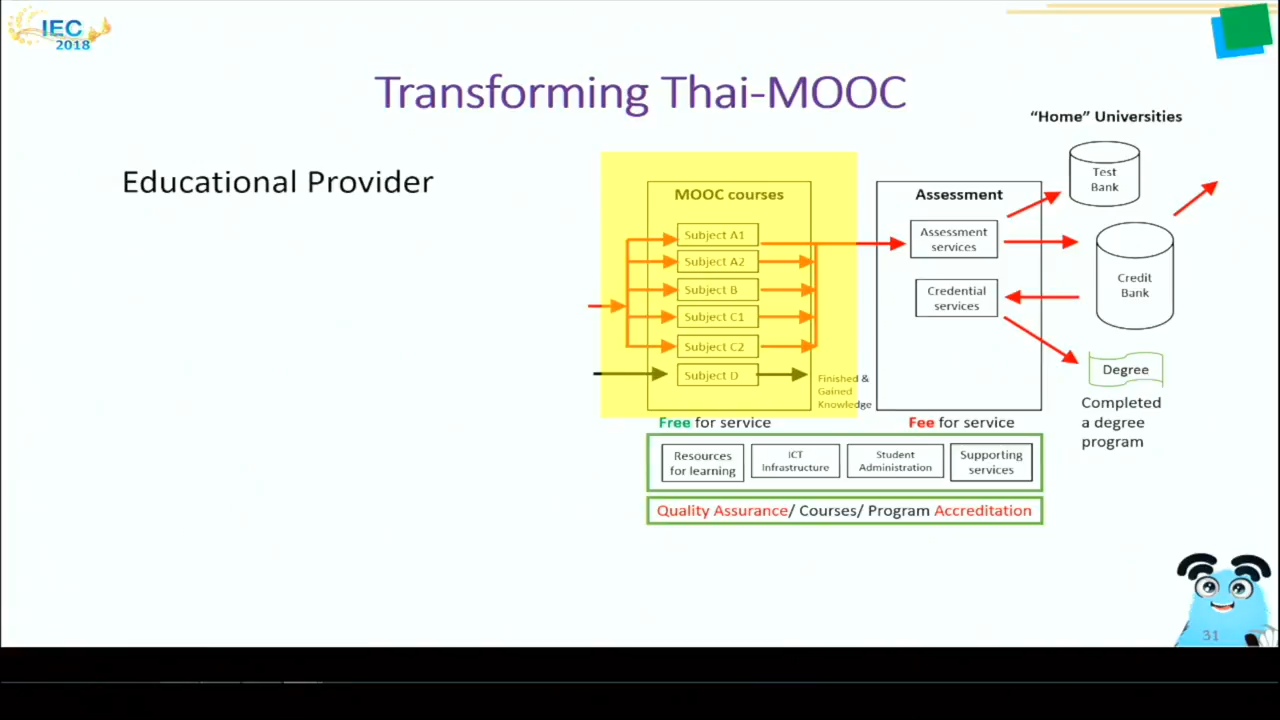 IEC
2018
Transforming Thai-MOOC
"Home" Universities
Educational Provider
MOOC courses
Subject A1
Subject A2
Subject B
Subject C1
Subject C2
Subject D
Finished &
Gained
Knowledge
Assessment
Assessment
services
Credential
services
Test
Bank
Credit
Bank
Degree
Completed
a degree
program
Free for service
Fee for service
Resources
for learning
ICT
Infrastructure
Student
Administration
Supporting
services
Quality Assurance/ Courses/ Program Accreditation
31